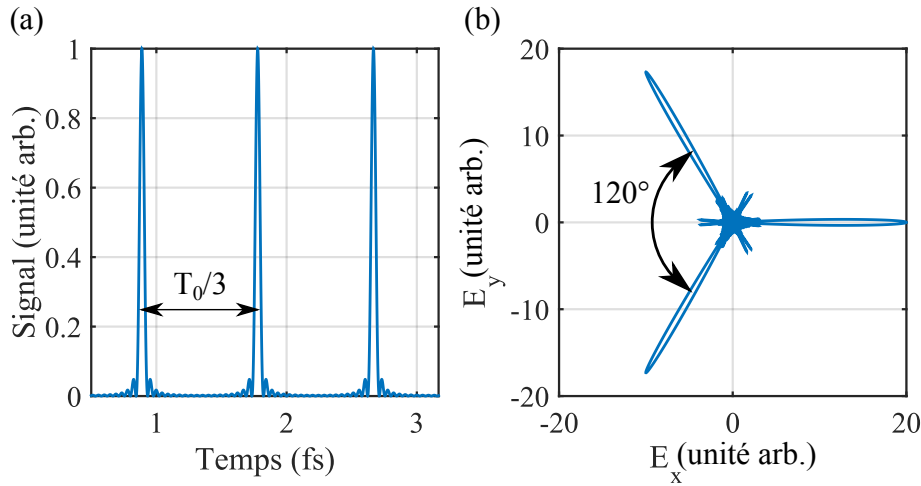 (a)
Signal (unité arb.)
1
0.8
0.6
0.4
0.2
0
T0/3
1
2
3
Temps (fs)
(b)
Ey(unité arb.)
20
10
0
-10
-20
120°
-20
0
20
Ex(unité arb.)